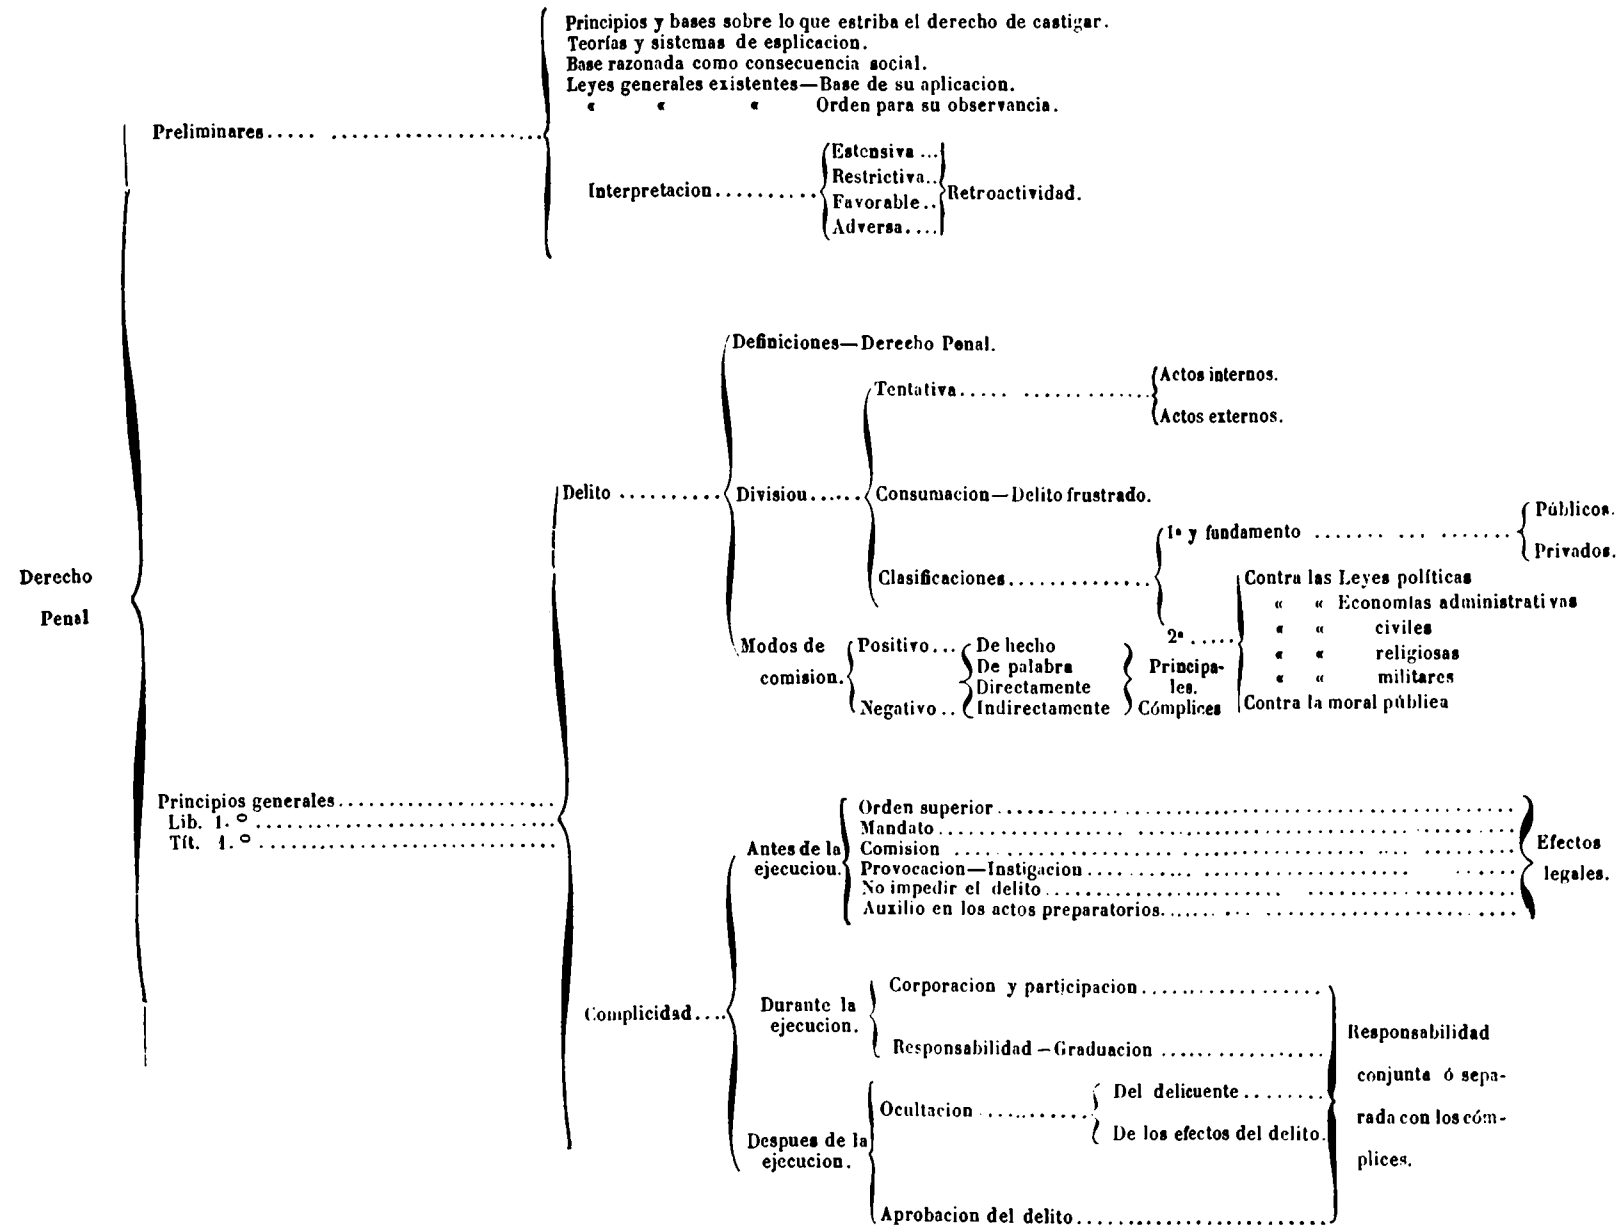 Principios y bases sobre lo que estriba el derecho de castigar.
Teorías y sistemas de esplicacion.
Base razonada como consecuencia social.
Leyes generales existentes—Base de su aplicacion.
« « « Orden para su observancia.
Preliminares..... .....................
Interpretacion..........
Estensiva ...
Restrictiva..
Favorable ..
Adversa....
Retroactividad.
Derecho
Penal
Principios generales.....................
Lib. 1.º .............................
Tít. 1.º .............................
Delito ..........
Definiciones—Derecho Penal.
Divisiou......
Tentativa..... .............
Actos internos.
Actos externos.
Consumacion—Delito frustrado.
Clasificaciones..............
1ª y fundamento ....... ... .......
Públicos.
Privados.
2ª .....
Contra las Leyes políticas
« « Economías administrativas
« « civiles
« « religiosas
« « militares
Contra la moral pública
Modos de
comision.
Positivo...
Negativo..
De hecho
De palabra
Directamente
Indirectamente
Principa-
les.
Cómplices
Complicidad....
Antes de la
ejecuciou.
Orden superior..........................................
Mandato..........................................
Comision ..........................................
Provocacion—Instigacion..........................................
No impedir el delito..........................................
Auxilio en los actos preparatorios...... ... ....................
Efectos
legales.
Durante la
ejecucion.
Corporacion y participacion....................
Responsabilidad—Graduacion ..................
Despues de la
ejecucion.
Ocultacion ............
Del delicuente ........
De los efectos del delito.
Aprobacion del delito..............................
Responsabilidad
conjunta ó sepa-
rada con los cóm-
plices.